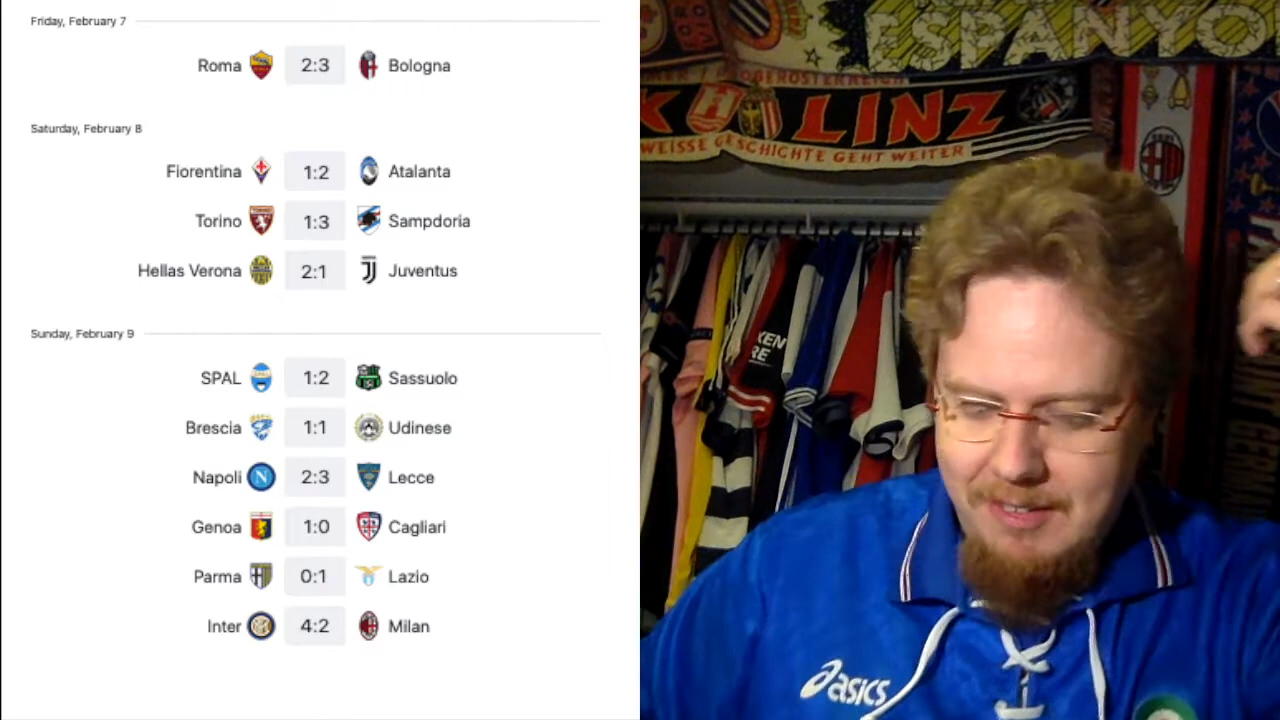 Friday, February 7
Roma 2:3 Bologna
Saturday, February 8
Fiorentina 1:2 Atalanta
Torino 1:3 Sampdoria
Hellas Verona 2:1 Juventus
Sunday, February 9
SPAL 1:2 Sassuolo
Brescia 1:1 Udinese
Napoli 2:3 Lecce
Genoa 1:0 Cagliari
Parma 0:1 Lazio
Inter 4:2 Milan
ESPANYO
OBERÖSTERREICH
K LINZ
WEISSE GESCHICHTE GEHT WEITER
asics